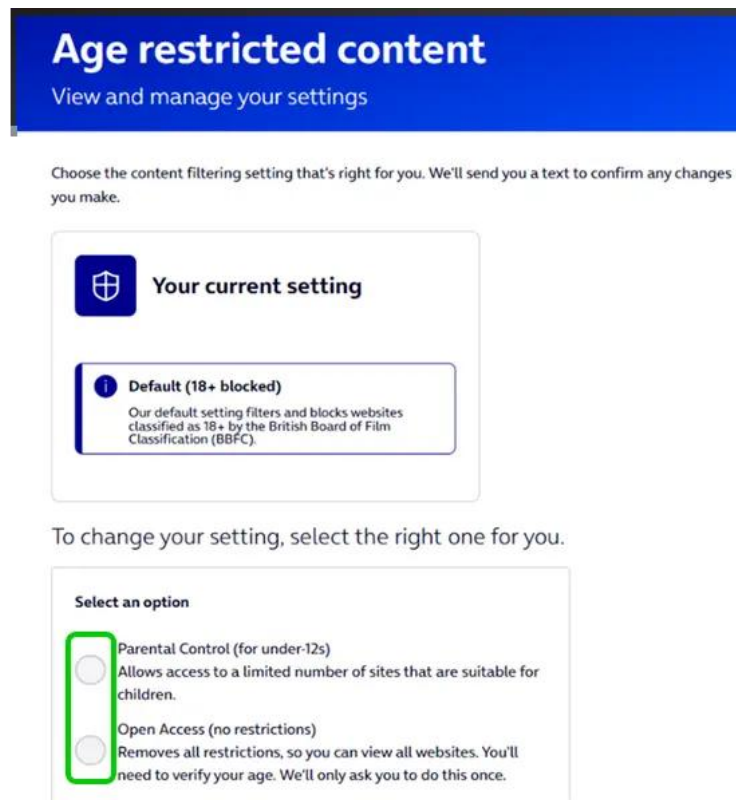 Age restricted content
View and manage your settings
Choose the content filtering setting that's right for you. We'll send you a text to confirm any changes
you make.
Your current setting
Default (18+ blocked)
Our default setting filters and blocks websites
classified as 18+ by the British Board of Film
Classification (BBFC).
To change your setting, select the right one for you.
Select an option
Parental Control (for under-12s)
Allows access to a limited number of sites that are suitable for
children.
Open Access (no restrictions)
Removes all restrictions, so you can view all websites. You'll
need to verify your age. We'll only ask you to do this once.